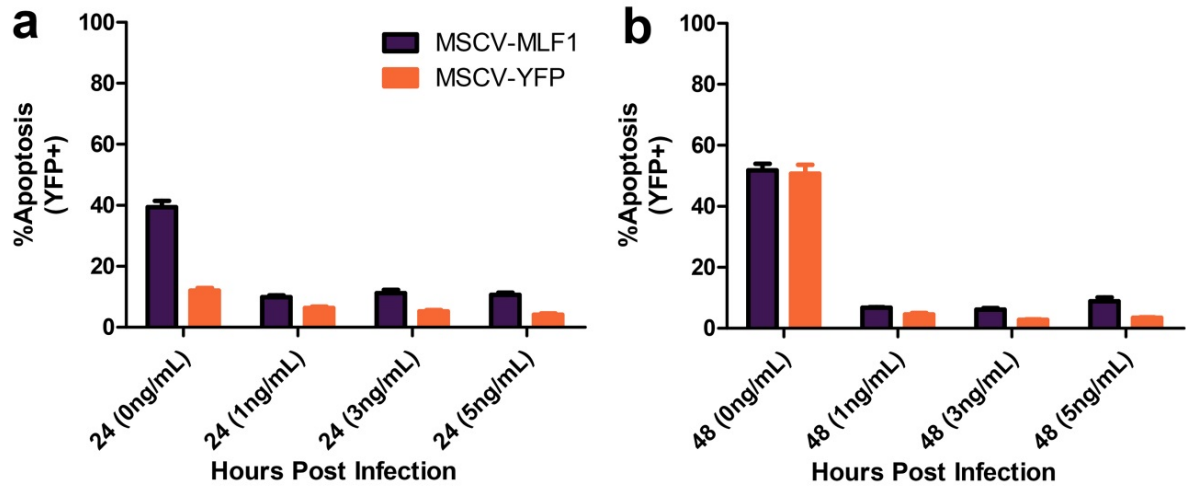 a
100
80
60
40
20
0
%Apoptosis
(YFP+)
MSCV-MLF1
MSCV-YFP
24 (0ng/mL)
24 (1ng/mL)
24 (3ng/mL)
24 (5ng/mL)
Hours Post Infection
b
100
80
60
40
20
0
%Apoptosis
(YFP+)
48 (0ng/mL)
48 (1ng/mL)
48 (3ng/mL)
48 (5ng/mL)
Hours Post Infection